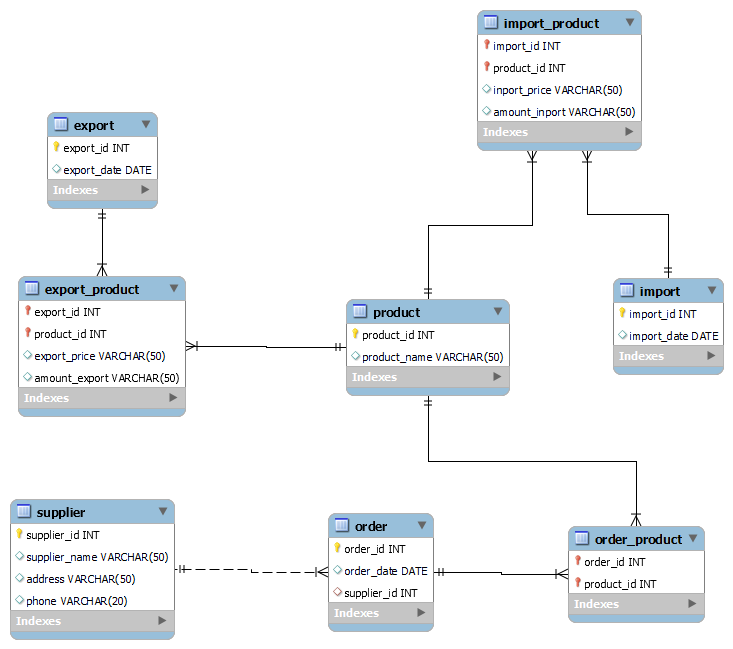 import_product
import_id INT
product_id INT
inport_price VARCHAR(50)
amount_inport VARCHAR(50)
Indexes
export
export_id INT
export_date DATE
Indexes
export_product
export_id INT
product_id INT
export_price VARCHAR(50)
amount_export VARCHAR(50)
Indexes
product
product_id INT
product_name VARCHAR(50)
Indexes
import
import_id INT
import_date DATE
Indexes
supplier
supplier_id INT
supplier_name VARCHAR(50)
address VARCHAR(50)
phone VARCHAR(20)
Indexes
order
order_id INT
order_date DATE
supplier_id INT
Indexes
order_product
order_id INT
product_id INT
Indexes